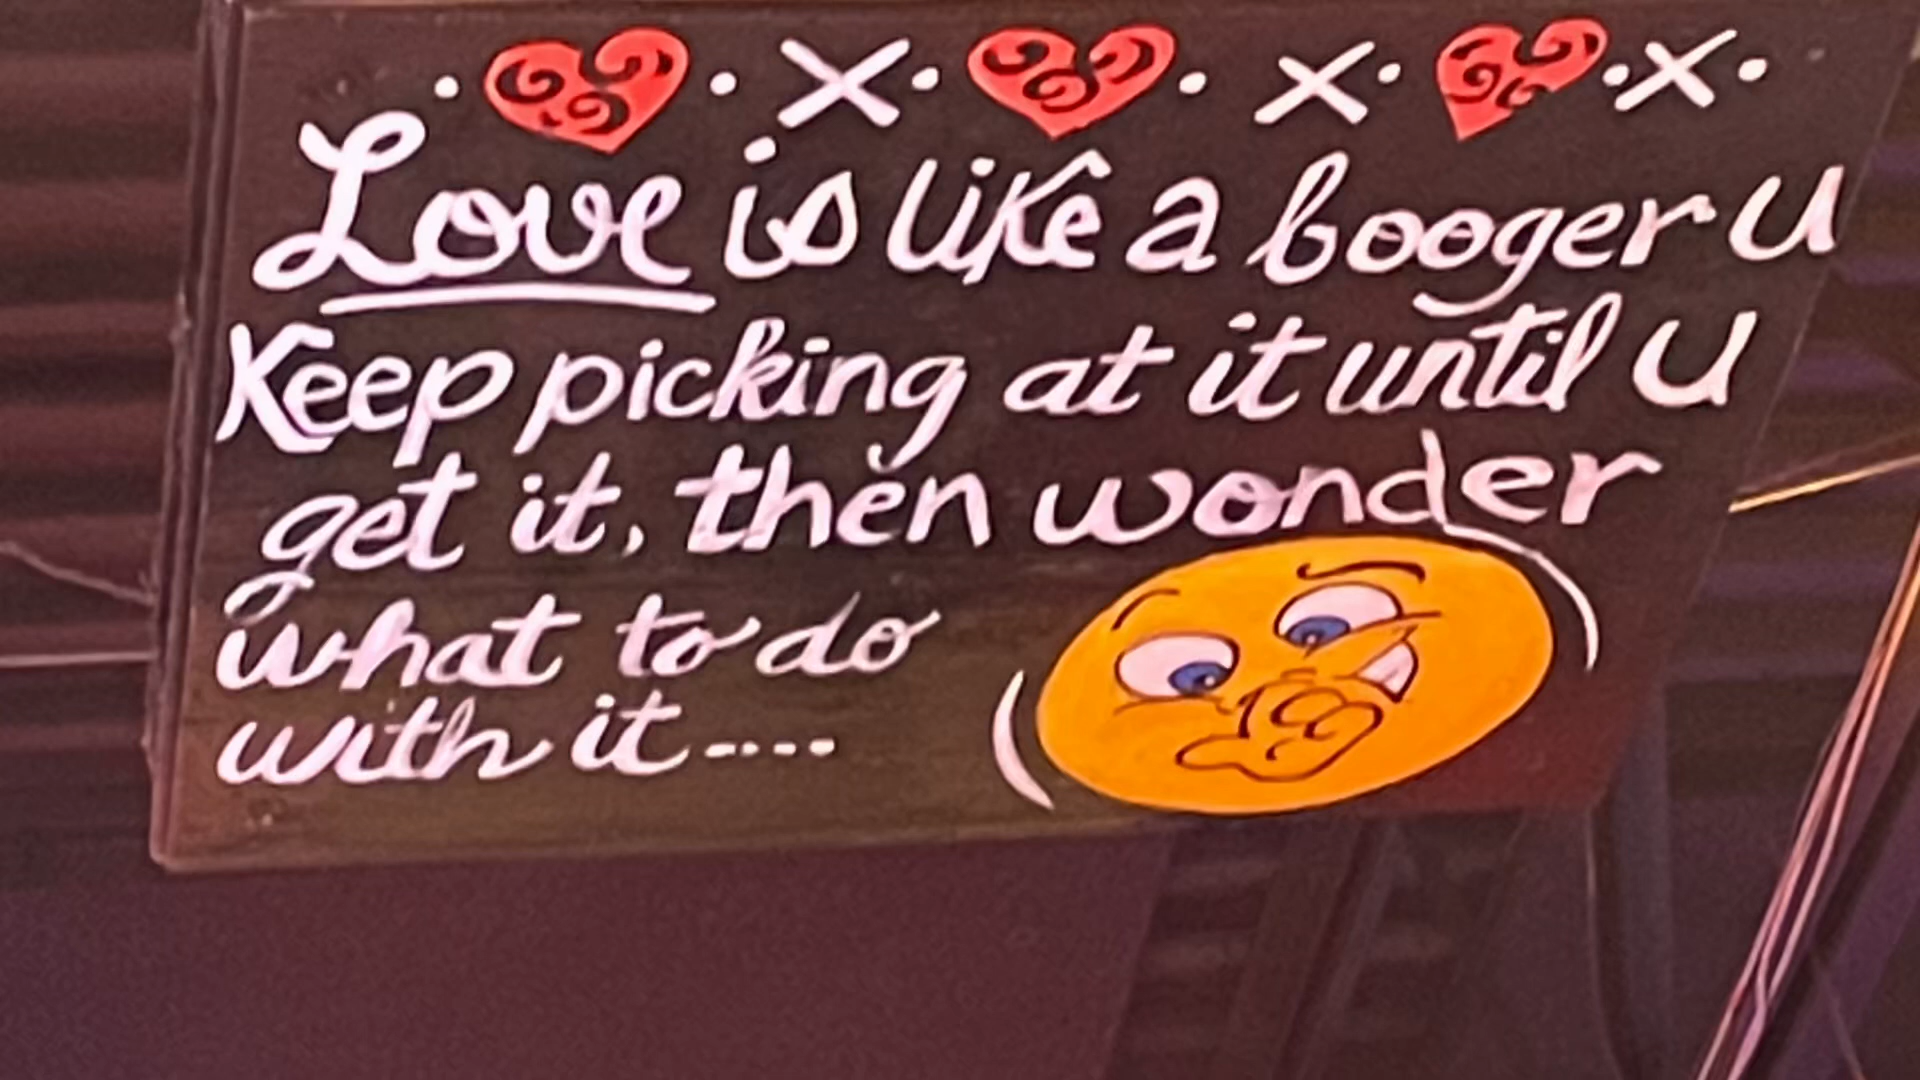 · · X · · X · · X ·
Love is like a booger U
Keep picking at it until U
get it, then wonder
what to do
with it....